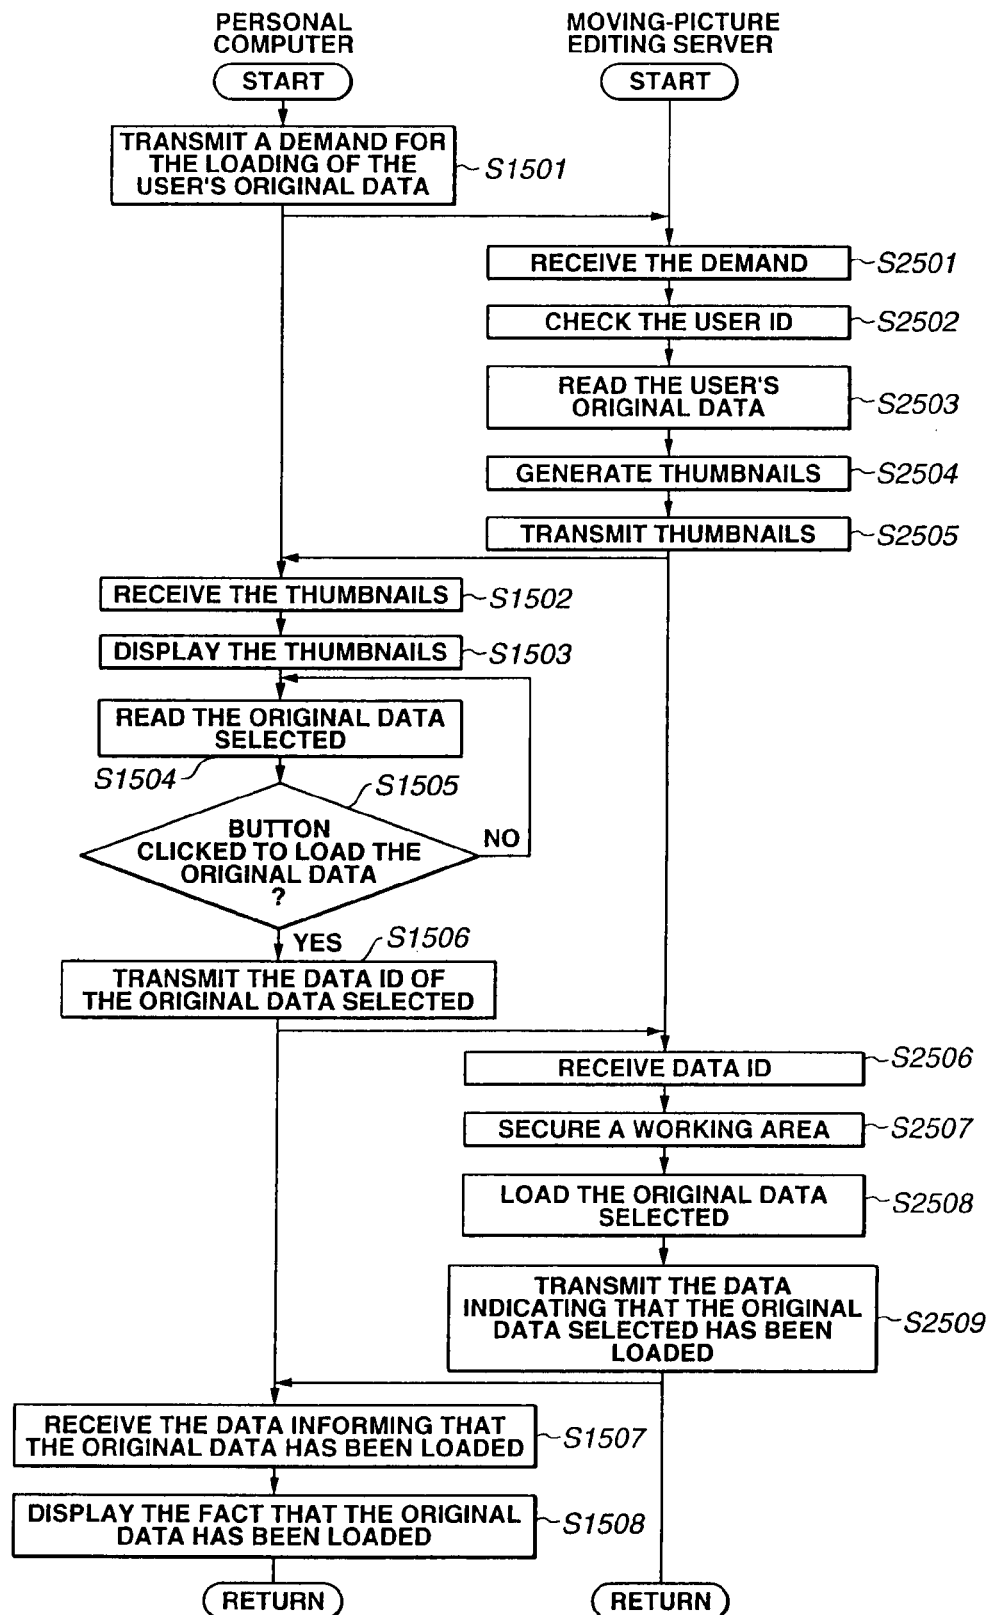 PERSONAL
COMPUTER
MOVING-PICTURE
EDITING SERVER
START
START
TRANSMIT A DEMAND FOR
THE LOADING OF THE
USER'S ORIGINAL DATA
S1501
RECEIVE THE DEMAND
S2501
CHECK THE USER ID
S2502
READ THE USER'S
ORIGINAL DATA
S2503
GENERATE THUMBNAILS
S2504
TRANSMIT THUMBNAILS
S2505
RECEIVE THE THUMBNAILS
S1502
DISPLAY THE THUMBNAILS
S1503
READ THE ORIGINAL DATA
SELECTED
S1504
S1505
BUTTON
CLICKED TO LOAD THE
ORIGINAL DATA
?
NO
YES
S1506
TRANSMIT THE DATA ID OF
THE ORIGINAL DATA SELECTED
RECEIVE DATA ID
S2506
SECURE A WORKING AREA
S2507
LOAD THE ORIGINAL DATA
SELECTED
S2508
TRANSMIT THE DATA
INDICATING THAT THE ORIGINAL
DATA SELECTED HAS BEEN
LOADED
S2509
RECEIVE THE DATA INFORMING THAT
THE ORIGINAL DATA HAS BEEN LOADED
S1507
DISPLAY THE FACT THAT THE ORIGINAL
DATA HAS BEEN LOADED
S1508
RETURN
RETURN